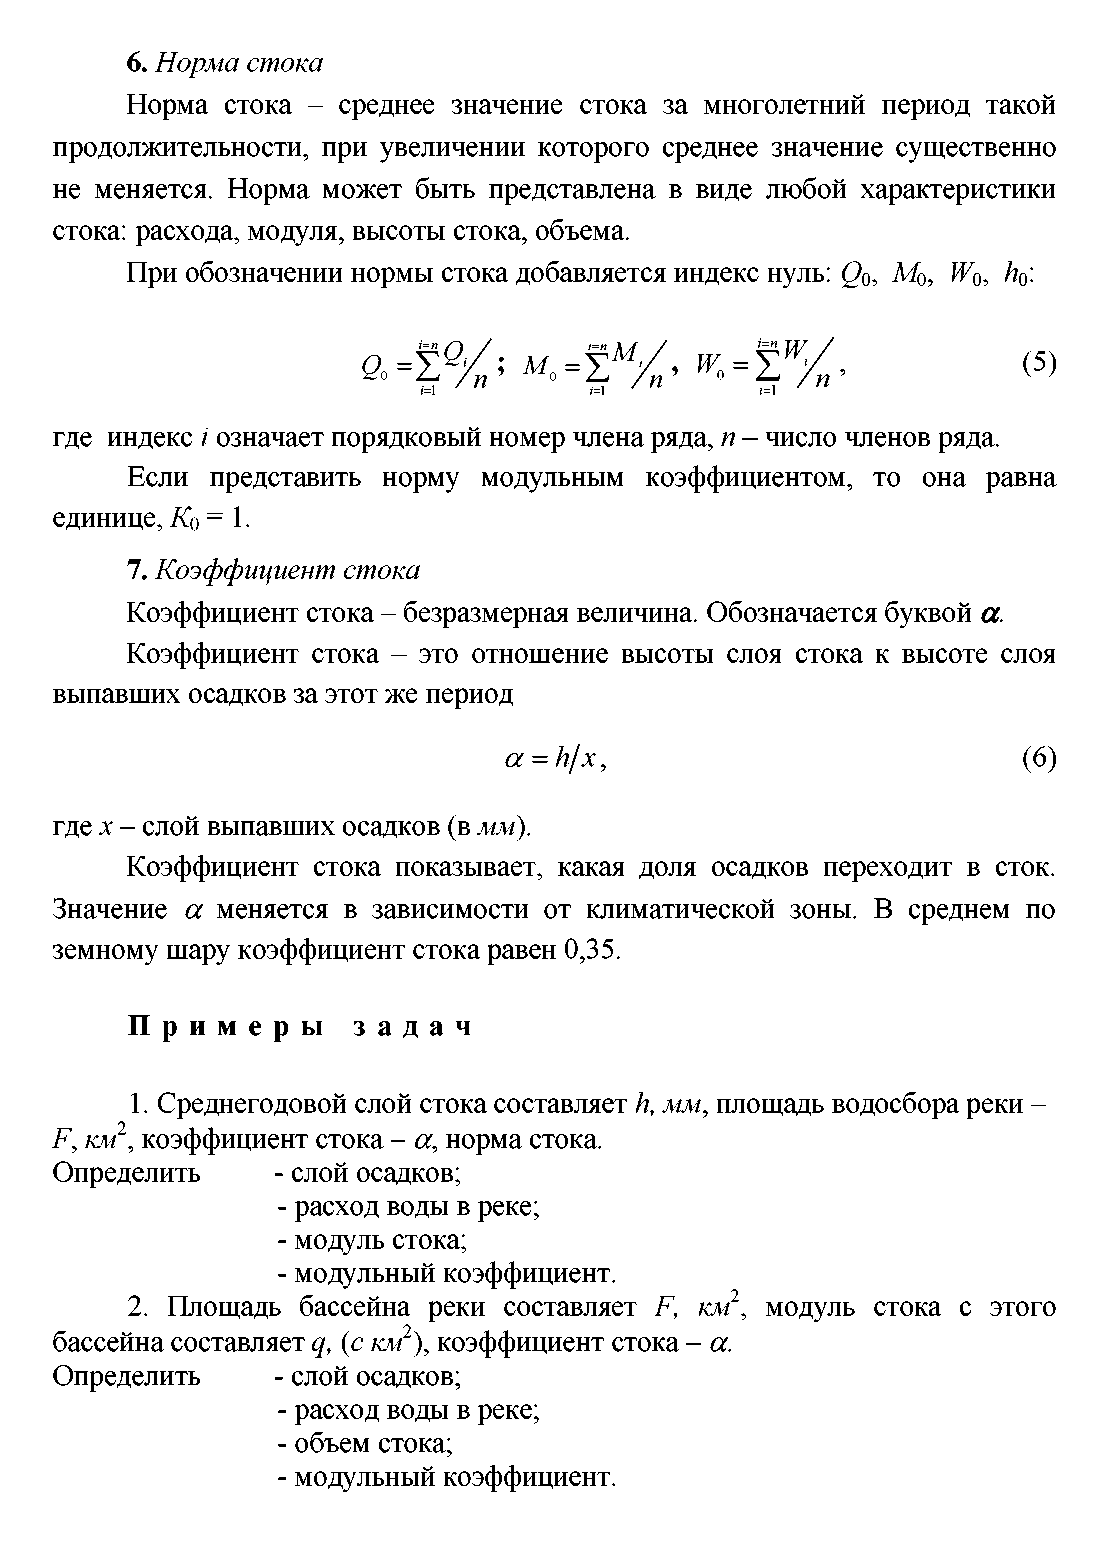 6. Норма стока
Норма стока – среднее значение стока за многолетний период такой
продолжительности, при увеличении которого среднее значение существенно
не меняется. Норма может быть представлена в виде любой характеристики
стока: расхода, модуля, высоты стока, объема.
При обозначении нормы стока добавляется индекс нуль: Q₀, M₀, W₀, h₀:
Q₀ = ∑_{i=1}^{i=n} Q_i/n ; M₀ = ∑_{i=1}^{i=n} M_i/n , W₀ = ∑_{i=1}^{i=n} W_i/n , (5)
где индекс i означает порядковый номер члена ряда, n – число членов ряда.
Если представить норму модульным коэффициентом, то она равна
единице, K₀ = 1.
7. Коэффициент стока
Коэффициент стока – безразмерная величина. Обозначается буквой α.
Коэффициент стока – это отношение высоты слоя стока к высоте слоя
выпавших осадков за этот же период
α = h/x, (6)
где x – слой выпавших осадков (в мм).
Коэффициент стока показывает, какая доля осадков переходит в сток.
Значение α меняется в зависимости от климатической зоны. В среднем по
земному шару коэффициент стока равен 0,35.
Примеры задач
1. Среднегодовой слой стока составляет h, мм, площадь водосбора реки –
F, км², коэффициент стока – α, норма стока.
Определить - слой осадков;
- расход воды в реке;
- модуль стока;
- модульный коэффициент.
2. Площадь бассейна реки составляет F, км², модуль стока с этого
бассейна составляет q, (с км²), коэффициент стока – α.
Определить - слой осадков;
- расход воды в реке;
- объем стока;
- модульный коэффициент.